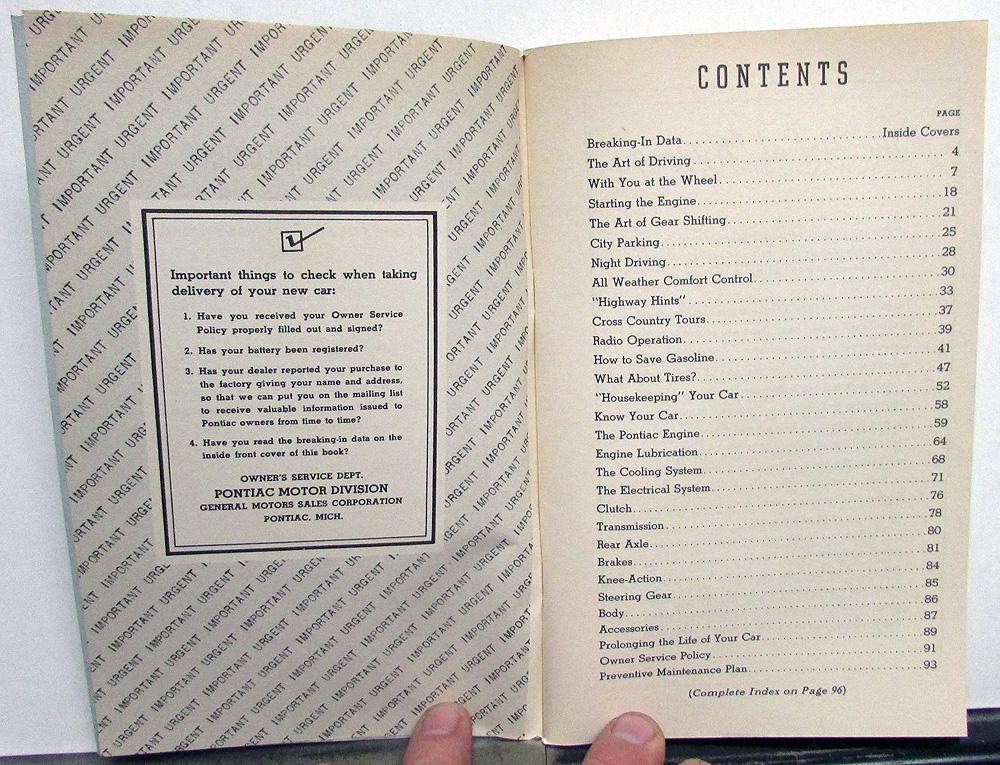 IMPORTANT URGENT IMPORTANT URGENT IMPORTANT URGENT
Important things to check when taking
delivery of your new car:
1. Have you received your Owner Service
Policy properly filled out and signed?
2. Has your battery been registered?
3. Has your dealer reported your purchase to
the factory giving your name and address,
so that we can put you on the mailing list
to receive valuable information issued to
Pontiac owners from time to time?
4. Have you read the breaking-in data on the
inside front cover of this book?
OWNER'S SERVICE DEPT.
PONTIAC MOTOR DIVISION
GENERAL MOTORS SALES CORPORATION
PONTIAC, MICH.
CONTENTS
PAGE
Breaking-In Data Inside Covers
The Art of Driving 4
With You at the Wheel 7
Starting the Engine 18
The Art of Gear Shifting 21
City Parking 25
Night Driving 28
All Weather Comfort Control 30
"Highway Hints" 33
Cross Country Tours 37
Radio Operation 39
How to Save Gasoline 41
What About Tires? 47
"Housekeeping" Your Car 52
Know Your Car 58
The Pontiac Engine 59
Engine Lubrication 64
The Cooling System 68
The Electrical System 71
Clutch 76
Transmission 78
Rear Axle 80
Brakes 81
Knee-Action 84
Steering Gear 85
Body 86
Accessories 87
Prolonging the Life of Your Car 89
Owner Service Policy 91
Preventive Maintenance Plan 93
(Complete Index on Page 96)